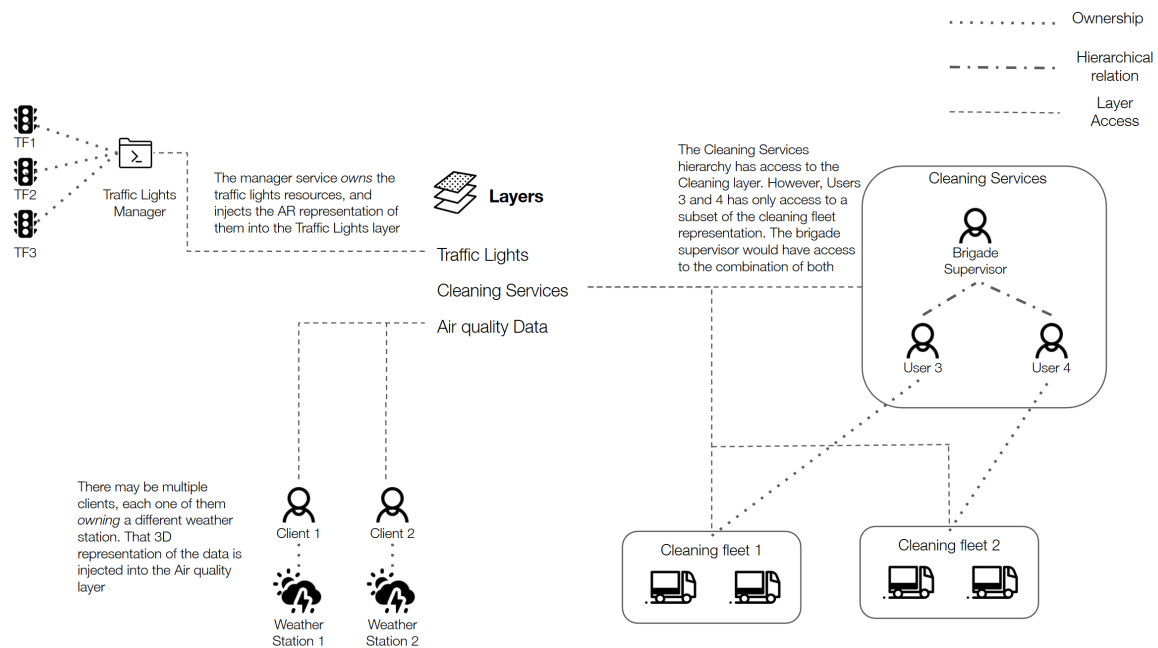 Ownership
Hierarchical
relation
Layer
Access
TF1
TF2
TF3
Traffic Lights
Manager
The manager service owns the
traffic lights resources, and
injects the AR representation of
them into the Traffic Lights layer
Layers
Traffic Lights
Cleaning Services
Air quality Data
The Cleaning Services
hierarchy has access to the
Cleaning layer. However, Users
3 and 4 has only access to a
subset of the cleaning fleet
representation. The brigade
supervisor would have access
to the combination of both
Cleaning Services
Brigade
Supervisor
User 3
User 4
There may be multiple
clients, each one of them
owning a different weather
station. That 3D
representation of the data is
injected into the Air quality
layer
Client 1
Client 2
Weather
Station 1
Weather
Station 2
Cleaning fleet 1
Cleaning fleet 2